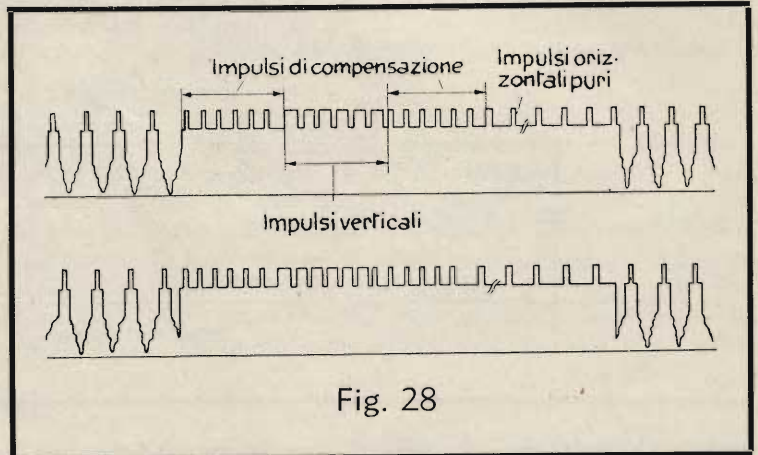 Impulsi di compensazione
Impulsi oriz-
zontali puri
Impulsi verticali
Fig. 28